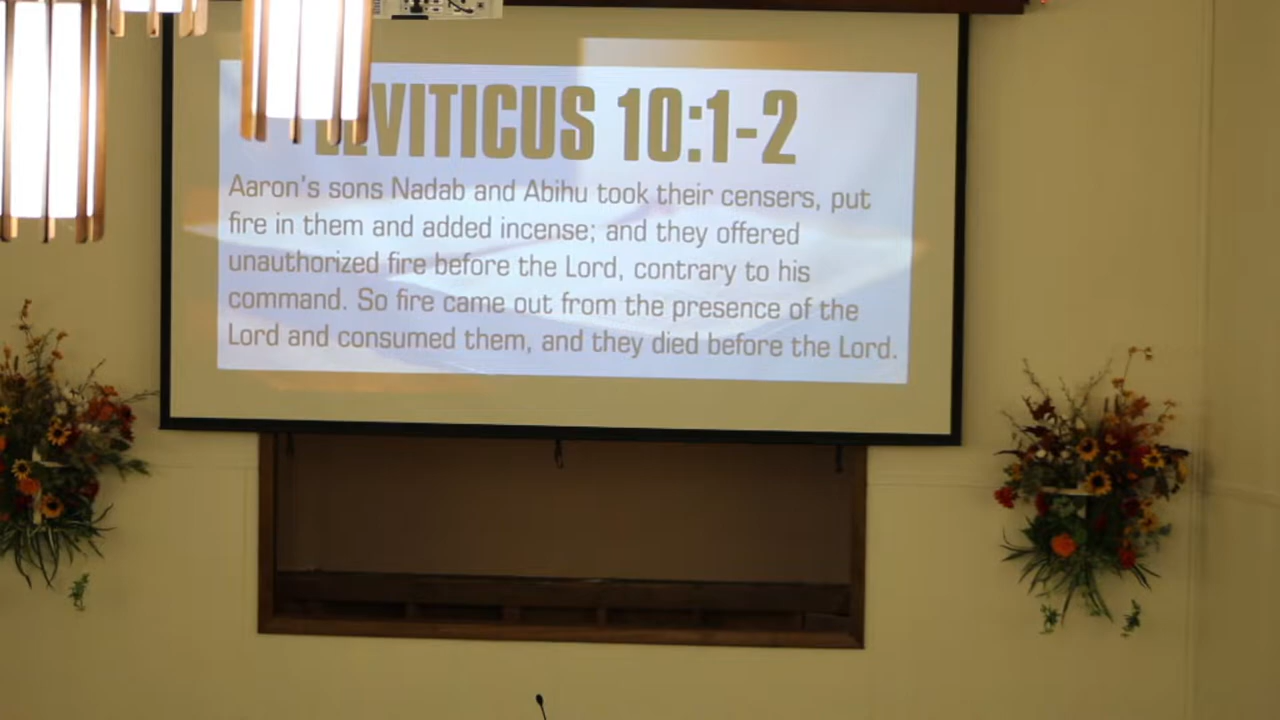 LEVITICUS 10:1-2
Aaron's sons Nadab and Abihu took their censers, put
fire in them and added incense; and they offered
unauthorized fire before the Lord, contrary to his
command. So fire came out from the presence of the
Lord and consumed them, and they died before the Lord.